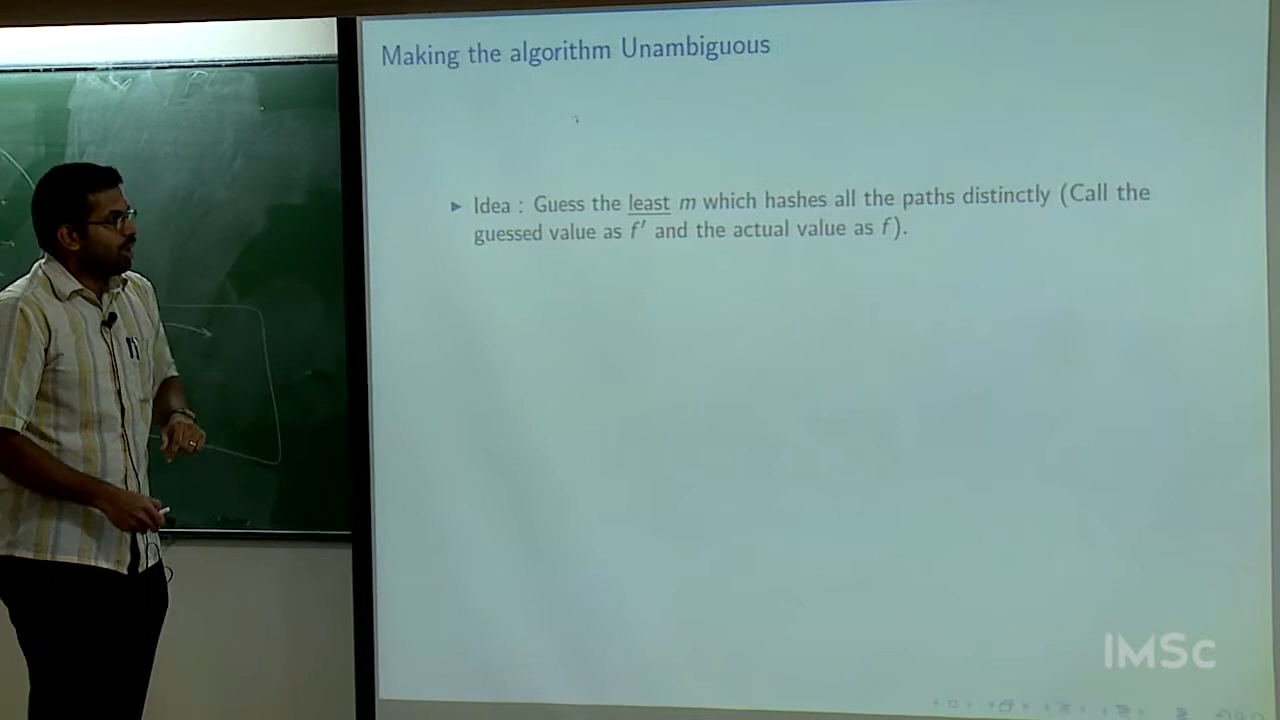 Making the algorithm Unambiguous
▶ Idea : Guess the least m which hashes all the paths distinctly (Call the
guessed value as f′ and the actual value as f).
IMSc